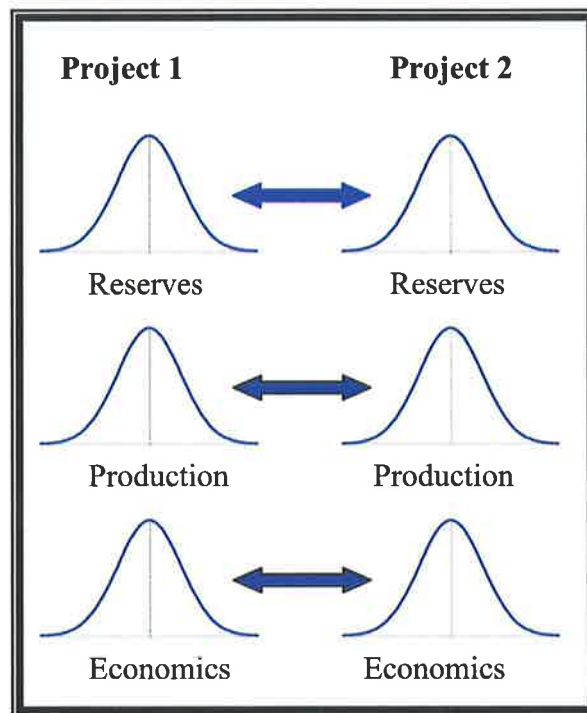 Project 1 Project 2
Reserves Reserves
Production Production
Economics Economics